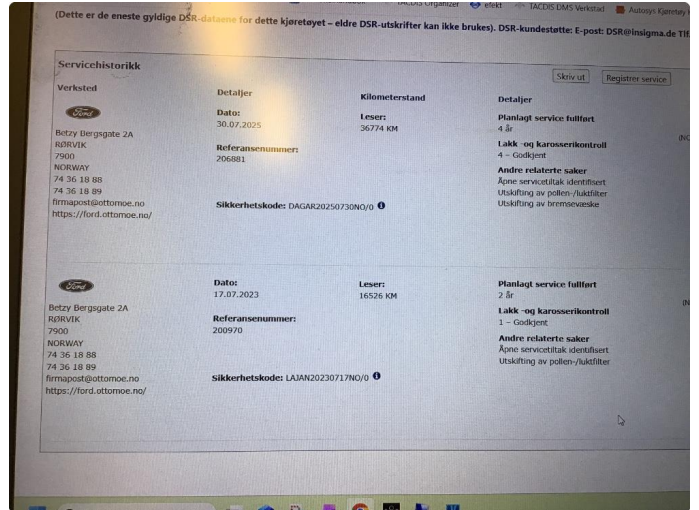 TACDIS Organizer
efekt
TACDIS DMS Verkstad
Autosys Kjøretøy
(Dette er de eneste gyldige DSR-dataene for dette kjøretøyet – eldre DSR-utskrifter kan ikke brukes). DSR-kundestøtte: E-post: DSR@insigma.de Tlf
Servicehistorikk
Skriv ut
Registrer service
Verksted
Detaljer
Kilometerstand
Detaljer
Ford
Betzy Bergsgate 2A
RØRVIK
7900
NORWAY
74 36 18 88
74 36 18 89
firmapost@ottomoe.no
https://ford.ottomoe.no/
Dato:
30.07.2025
Referansenummer:
206881
Sikkerhetskode: DAGAR20250730NO/0
Leser:
36774 KM
Planlagt service fullført
4 år
Lakk -og karosserikontroll
4 – Godkjent
Andre relaterte saker
Åpne servicetiltak identifisert
Utskifting av pollen-/luktfilter
Utskifting av bremsevæske
Ford
Betzy Bergsgate 2A
RØRVIK
7900
NORWAY
74 36 18 88
74 36 18 89
firmapost@ottomoe.no
https://ford.ottomoe.no/
Dato:
17.07.2023
Referansenummer:
200970
Sikkerhetskode: LAJAN20230717NO/0
Leser:
16526 KM
Planlagt service fullført
2 år
Lakk -og karosserikontroll
1 – Godkjent
Andre relaterte saker
Åpne servicetiltak identifisert
Utskifting av pollen-/luktfilter